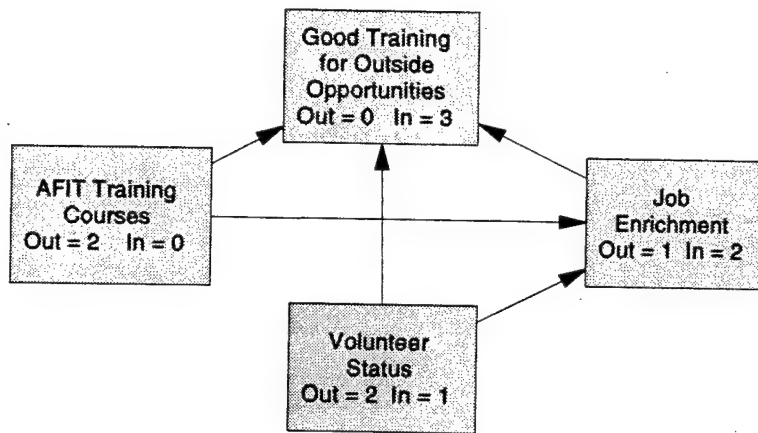 Good Training
for Outside
Opportunities
Out = 0 In = 3
AFIT Training
Courses
Out = 2 In = 0
Job
Enrichment
Out = 1 In = 2
Volunteer
Status
Out = 2 In = 1